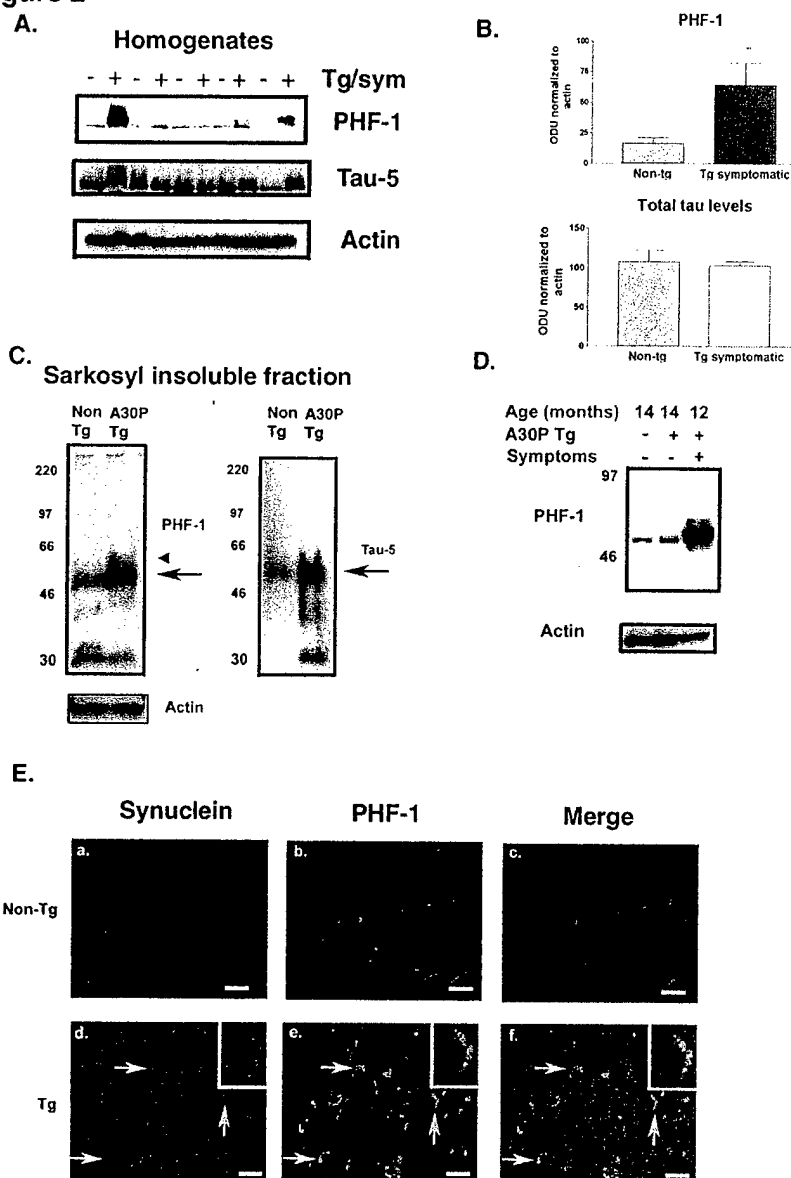 A.
Homogenates
- + - + - + - + - + Tg/sym
PHF-1
Tau-5
Actin
B.
PHF-1
ODU normalized to
actin
100
75
50
25
0
Non-tg Tg symptomatic
Total tau levels
ODU normalized to
actin
150
100
50
0
Non-tg Tg symptomatic
C.
Sarkosyl insoluble fraction
Non A30P
Tg Tg
220
97
66
46
30
PHF-1
Actin
Non A30P
Tg Tg
220
97
66
46
30
Tau-5
D.
Age (months) 14 14 12
A30P Tg - + +
Symptoms - - +
97
PHF-1
46
Actin
E.
Synuclein PHF-1 Merge
Non-Tg
a. b. c.
Tg
d. e. f.